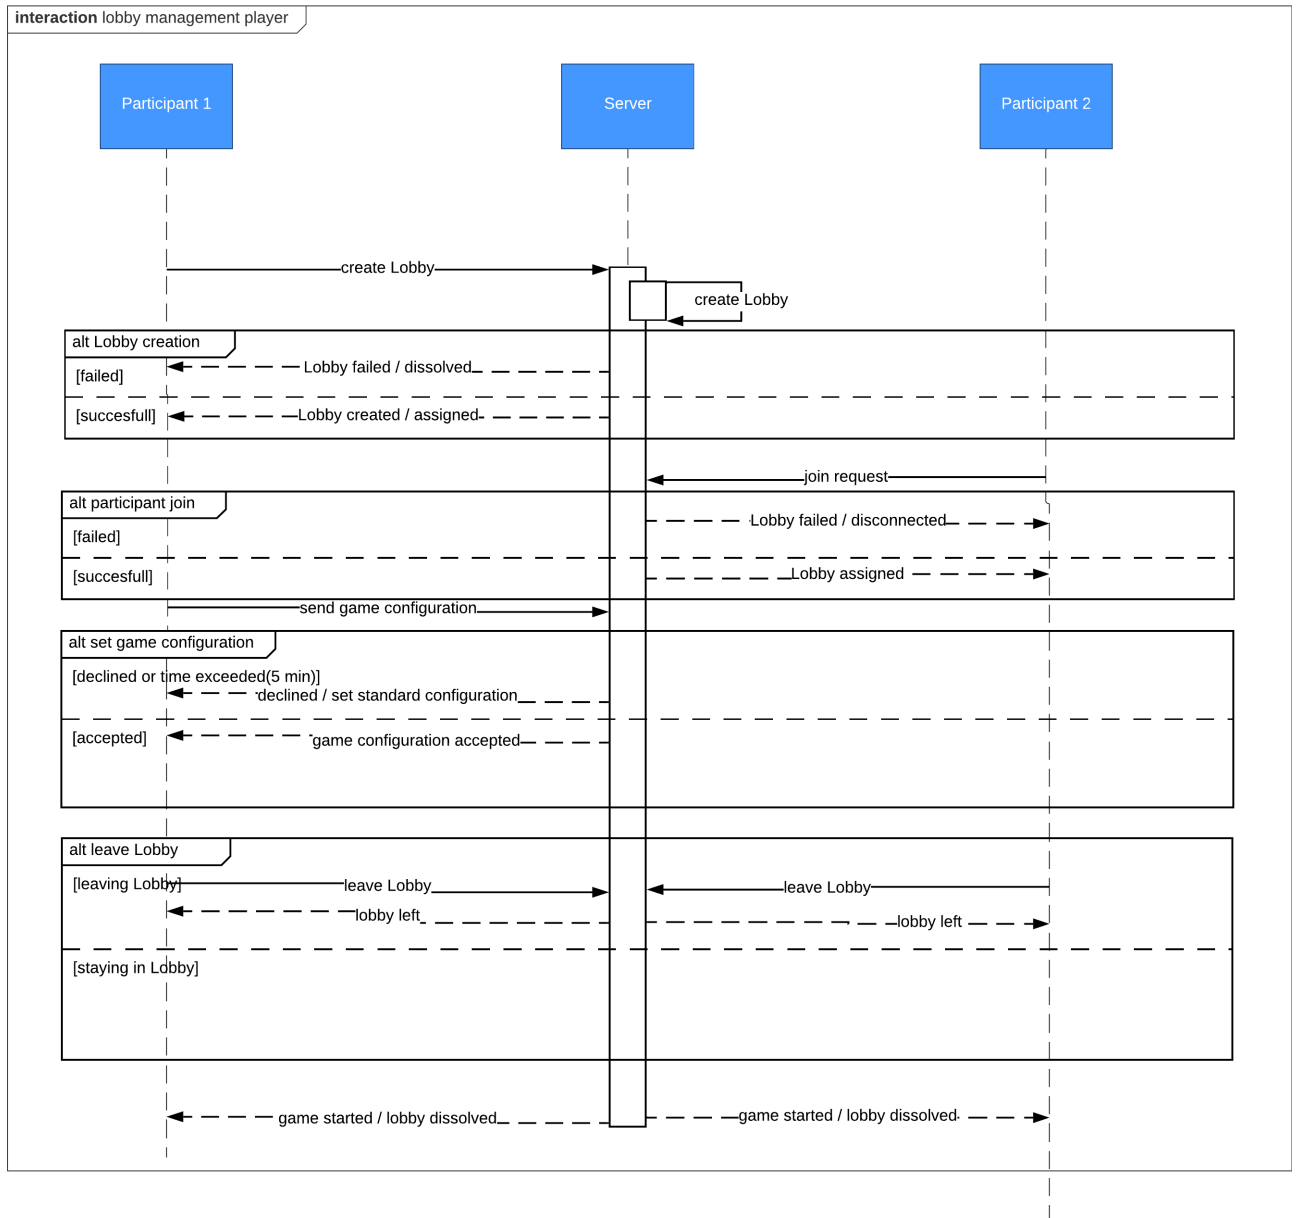 interaction lobby management player
Participant 1
Server
Participant 2
create Lobby
create Lobby
alt Lobby creation
Lobby failed / dissolved
[failed]
[succesfull]
Lobby created / assigned
join request
alt participant join
Lobby failed / disconnected
[failed]
[succesfull]
Lobby assigned
send game configuration
alt set game configuration
[declined or time exceeded(5 min)]
declined / set standard configuration
[accepted]
game configuration accepted
alt leave Lobby
[leaving Lobby]
leave Lobby
leave Lobby
lobby left
lobby left
[staying in Lobby]
game started / lobby dissolved
game started / lobby dissolved